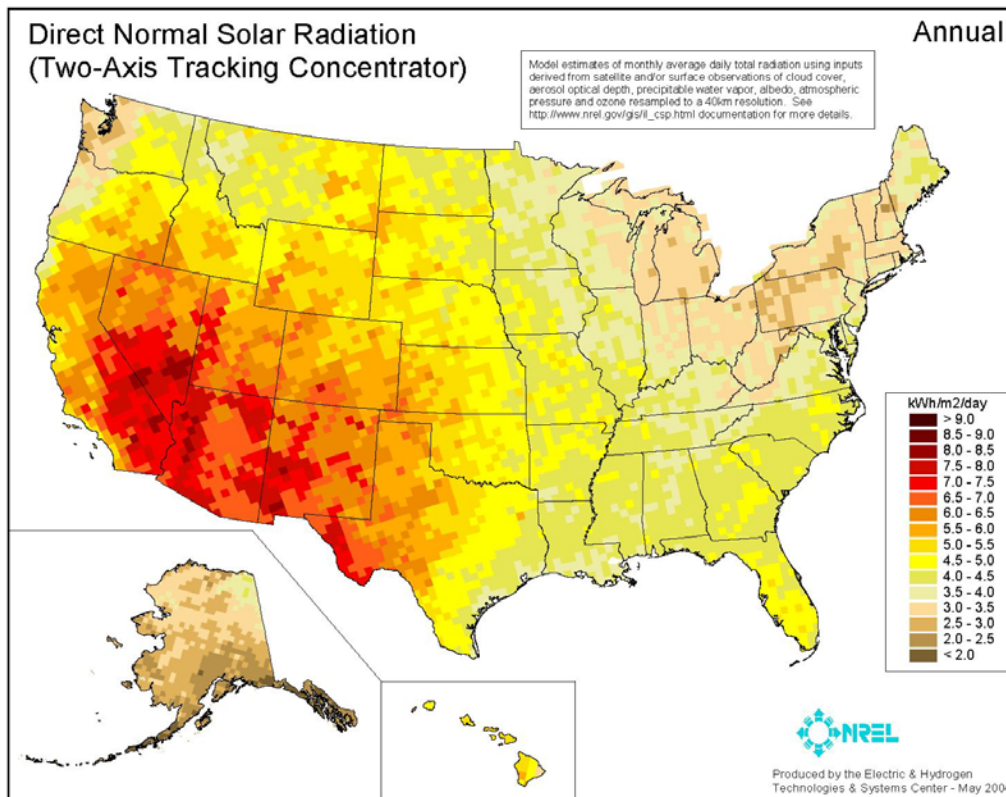 Direct Normal Solar Radiation
(Two-Axis Tracking Concentrator)
Annual
Model estimates of monthly average daily total radiation using inputs
derived from satellite and/or surface observations of cloud cover,
aerosol optical depth, precipitable water vapor, albedo, atmospheric
pressure and ozone resampled to a 40km resolution. See
http://www.nrel.gov/gis/il_csp.html documentation for more details.
kWh/m2/day
> 9.0
8.5 - 9.0
8.0 - 8.5
7.5 - 8.0
7.0 - 7.5
6.5 - 7.0
6.0 - 6.5
5.5 - 6.0
5.0 - 5.5
4.5 - 5.0
4.0 - 4.5
3.5 - 4.0
3.0 - 3.5
2.5 - 3.0
2.0 - 2.5
< 2.0
NREL
Produced by the Electric & Hydrogen
Technologies & Systems Center - May